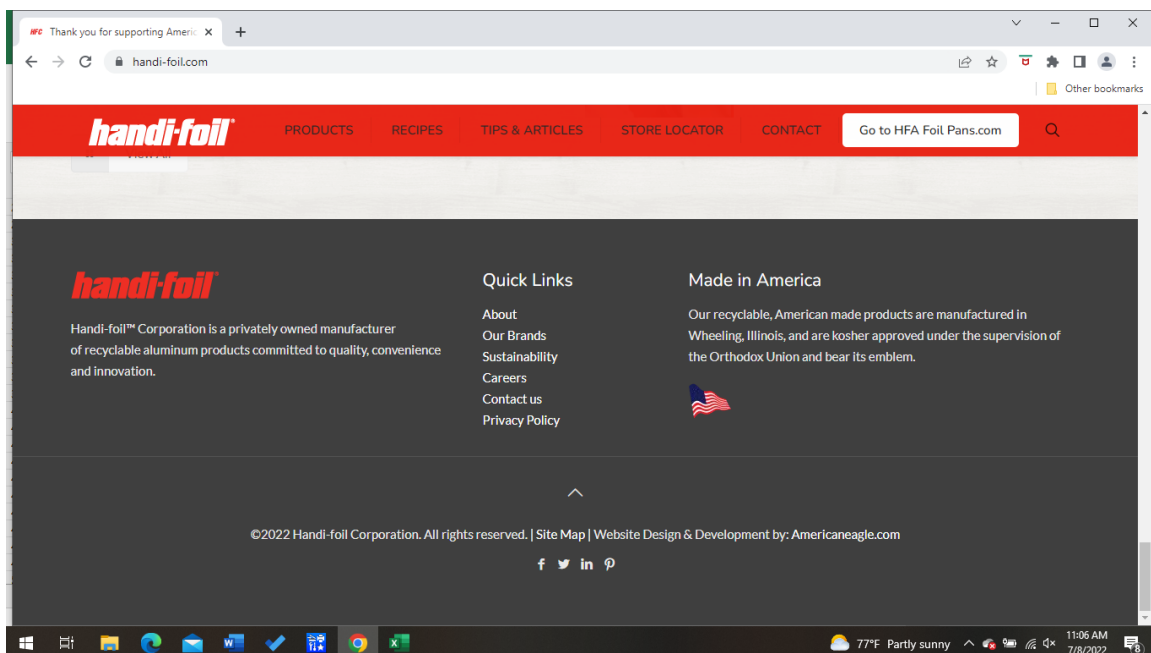 HFC Thank you for supporting Americ
handi-foil.com
Other bookmarks
handi-foil® PRODUCTS RECIPES TIPS & ARTICLES STORE LOCATOR CONTACT Go to HFA Foil Pans.com
View All
handi-foil®
Handi-foil™ Corporation is a privately owned manufacturer
of recyclable aluminum products committed to quality, convenience
and innovation.
Quick Links
About
Our Brands
Sustainability
Careers
Contact us
Privacy Policy
Made in America
Our recyclable, American made products are manufactured in
Wheeling, Illinois, and are kosher approved under the supervision of
the Orthodox Union and bear its emblem.
©2022 Handi-foil Corporation. All rights reserved. | Site Map | Website Design & Development by: Americaneagle.com
77°F Partly sunny
11:06 AM
7/8/2022
8